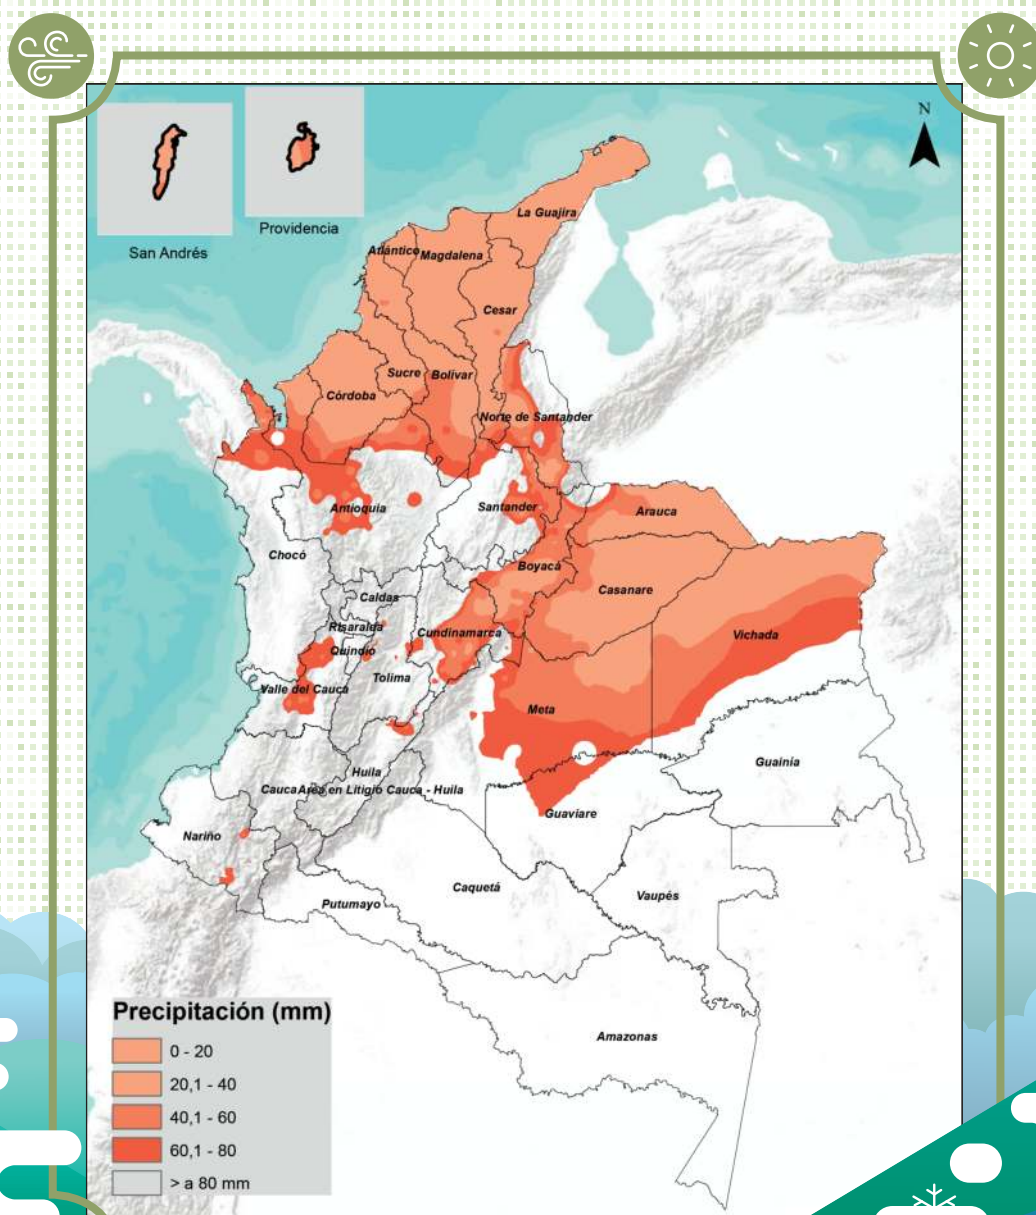 N
San Andrés
Providencia
La Guajira
Atlántico
Magdalena
Cesar
Sucre
Bolívar
Córdoba
Norte de Santander
Antioquia
Santander
Arauca
Chocó
Boyacá
Casanare
Caldas
Risaralda
Cundinamarca
Vichada
Quindío
Tolima
Valle del Cauca
Meta
Guainía
Huila
Cauca
Area en Litigio Cauca - Huila
Guaviare
Nariño
Caquetá
Vaupés
Putumayo
Amazonas
Precipitación (mm)
0 - 20
20,1 - 40
40,1 - 60
60,1 - 80
> a 80 mm